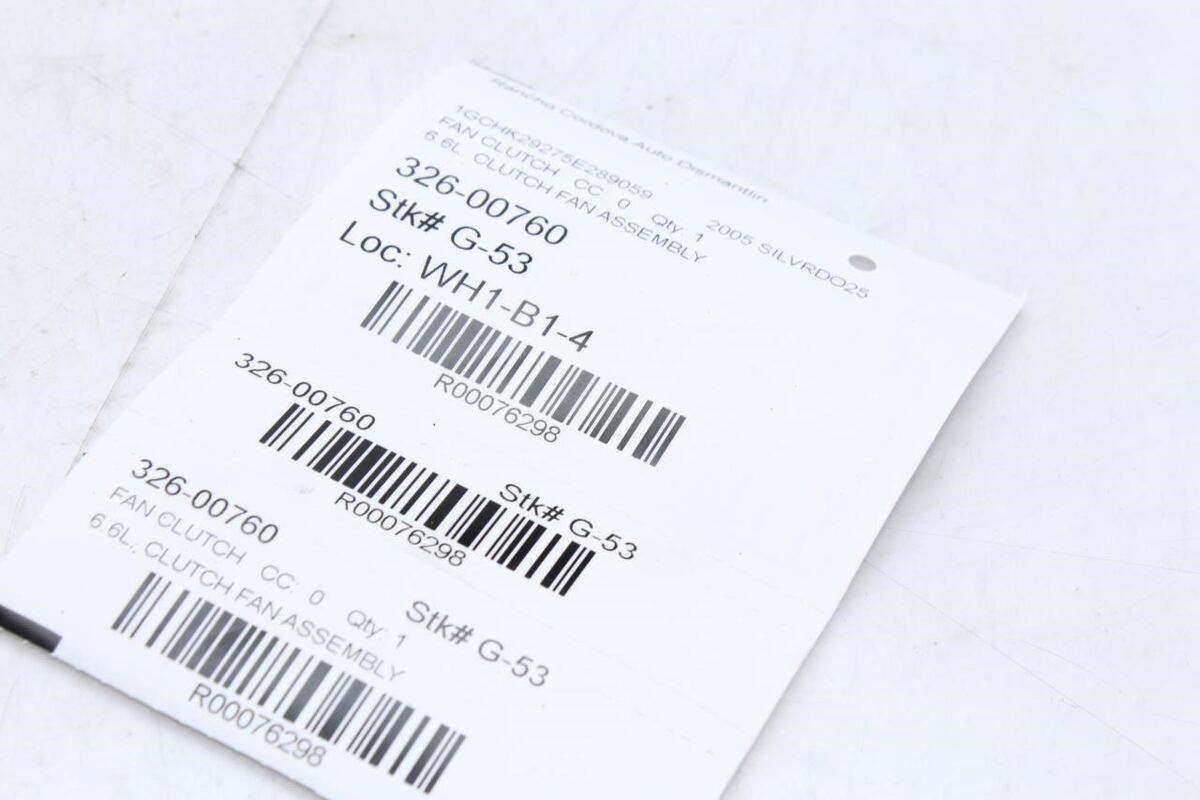 Rancho Cordova Auto Dismantlin
1GCHK29275E289059 2005 SILVRDO25
FAN CLUTCH CC: 0 Qty: 1
6.6L, CLUTCH FAN ASSEMBLY
326-00760
Stk# G-53
Loc: WH1-B1-4
R00076298
326-00760 Stk# G-53
R00076298
326-00760 Stk# G-53
FAN CLUTCH CC: 0 Qty: 1
6.6L, CLUTCH FAN ASSEMBLY
R00076298